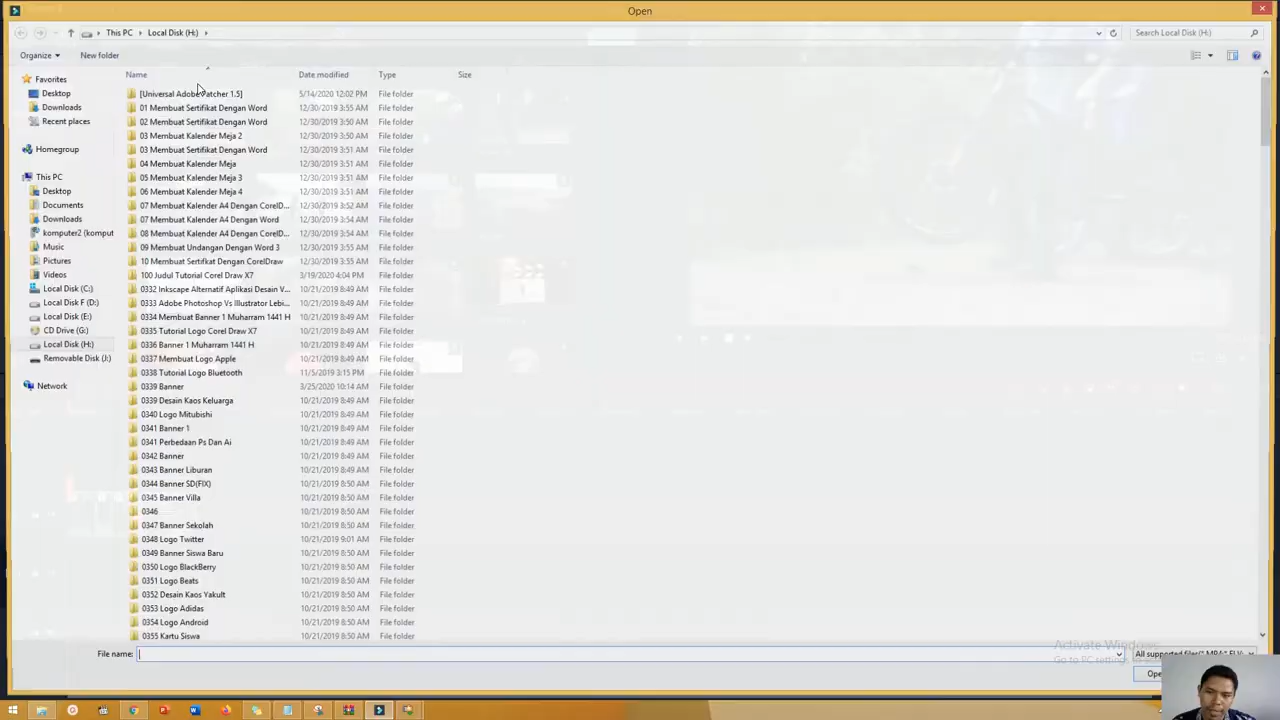 Open
This PC
Local Disk (H:)
Search Local Disk (H:)
Organize
New folder
Name
Date modified
Type
Size
Favorites
Desktop
Downloads
Recent places
Homegroup
This PC
Desktop
Documents
Downloads
komputer2 (komput
Music
Pictures
Videos
Local Disk (C:)
Local Disk F (D:)
Local Disk (E:)
CD Drive (G:)
Local Disk (H:)
Removable Disk (J:)
Network
[Universal Adobe Patcher 1.5] 5/14/2020 12:02 PM File folder
01 Membuat Sertifikat Dengan Word 12/30/2019 3:55 AM File folder
02 Membuat Sertifikat Dengan Word 12/30/2019 3:50 AM File folder
03 Membuat Kalender Meja 2 12/30/2019 3:50 AM File folder
03 Membuat Sertifikat Dengan Word 12/30/2019 3:51 AM File folder
04 Membuat Kalender Meja 12/30/2019 3:51 AM File folder
05 Membuat Kalender Meja 3 12/30/2019 3:51 AM File folder
06 Membuat Kalender Meja 4 12/30/2019 3:51 AM File folder
07 Membuat Kalender A4 Dengan CorelD... 12/30/2019 3:52 AM File folder
07 Membuat Kalender A4 Dengan Word 12/30/2019 3:54 AM File folder
08 Membuat Kalender A4 Dengan CorelD... 12/30/2019 3:54 AM File folder
09 Membuat Undangan Dengan Word 3 12/30/2019 3:55 AM File folder
10 Membuat Sertifkat Dengan CorelDraw 12/30/2019 3:55 AM File folder
100 Judul Tutorial Corel Draw X7 3/19/2020 4:04 PM File folder
0332 Inkscape Alternatif Aplikasi Desain V... 10/21/2019 8:49 AM File folder
0333 Adobe Photoshop Vs Illustrator Lebi... 10/21/2019 8:49 AM File folder
0334 Membuat Banner 1 Muharram 1441 H 10/21/2019 8:49 AM File folder
0335 Tutorial Logo Corel Draw X7 10/21/2019 8:49 AM File folder
0336 Banner 1 Muharram 1441 H 10/21/2019 8:49 AM File folder
0337 Membuat Logo Apple 10/21/2019 8:49 AM File folder
0338 Tutorial Logo Bluetooth 11/5/2019 3:15 PM File folder
0339 Banner 3/25/2020 10:14 AM File folder
0339 Desain Kaos Keluarga 10/21/2019 8:49 AM File folder
0340 Logo Mitubishi 10/21/2019 8:49 AM File folder
0341 Banner 1 10/21/2019 8:49 AM File folder
0341 Perbedaan Ps Dan Ai 10/21/2019 8:49 AM File folder
0342 Banner 10/21/2019 8:49 AM File folder
0343 Banner Liburan 10/21/2019 8:49 AM File folder
0344 Banner SD(FIX) 10/21/2019 8:50 AM File folder
0345 Banner Villa 10/21/2019 8:50 AM File folder
0346 10/21/2019 8:50 AM File folder
0347 Banner Sekolah 10/21/2019 8:50 AM File folder
0348 Logo Twitter 10/21/2019 9:01 AM File folder
0349 Banner Siswa Baru 10/21/2019 8:50 AM File folder
0350 Logo BlackBerry 10/21/2019 8:50 AM File folder
0351 Logo Beats 10/21/2019 8:50 AM File folder
0352 Desain Kaos Yakult 10/21/2019 8:50 AM File folder
0353 Logo Adidas 10/21/2019 8:50 AM File folder
0354 Logo Android 10/21/2019 8:50 AM File folder
0355 Kartu Siswa 10/21/2019 8:50 AM File folder
Activate Windows
Go to PC settings to
File name:
All supported files(*.MP4;*.FLV;
Ope